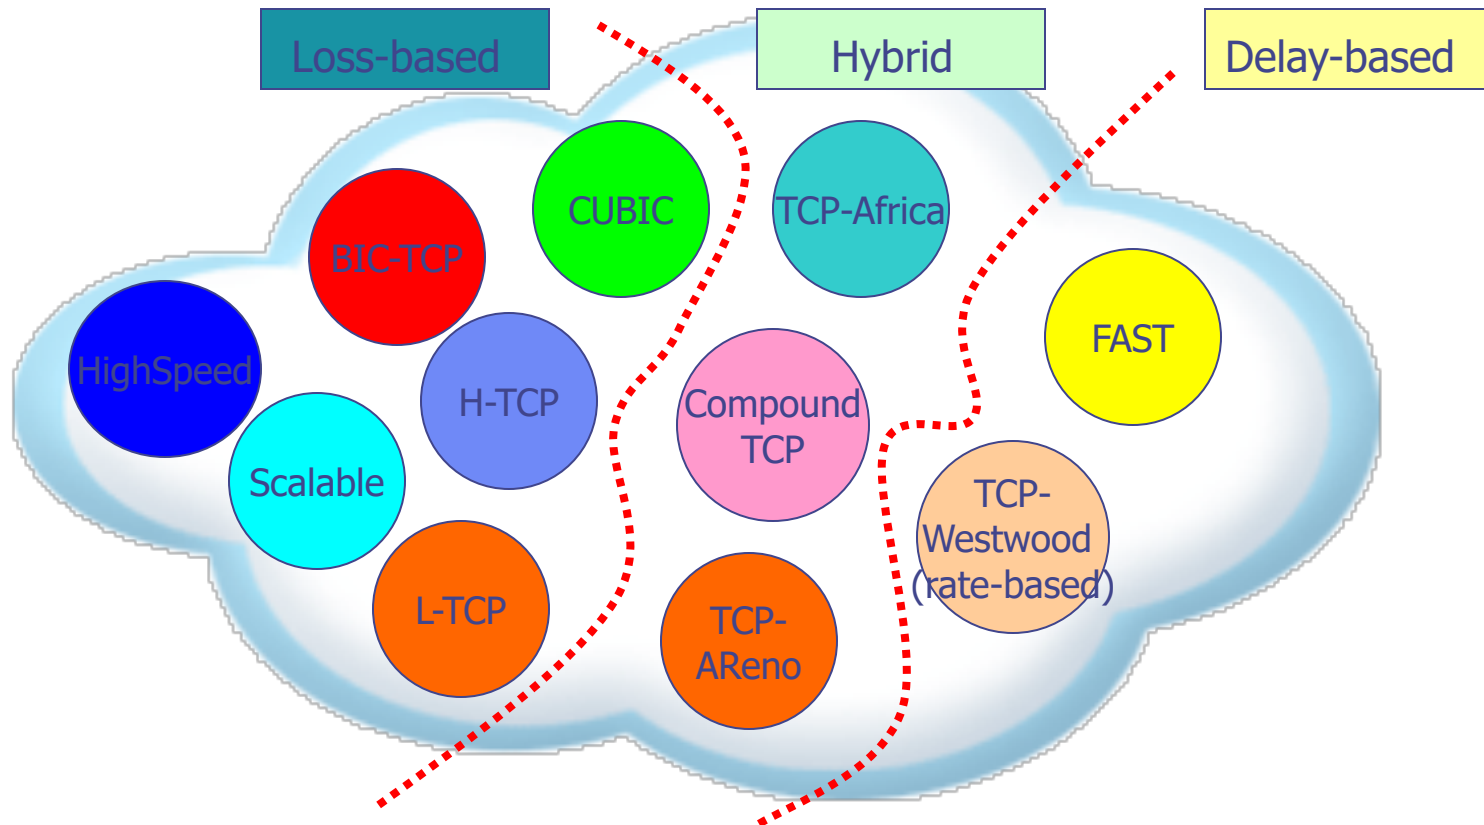 Loss-based
Hybrid
Delay-based
CUBIC
TCP-Africa
BIC-TCP
FAST
HighSpeed
H-TCP
Compound
TCP
Scalable
TCP-
Westwood
(rate-based)
L-TCP
TCP-
AReno